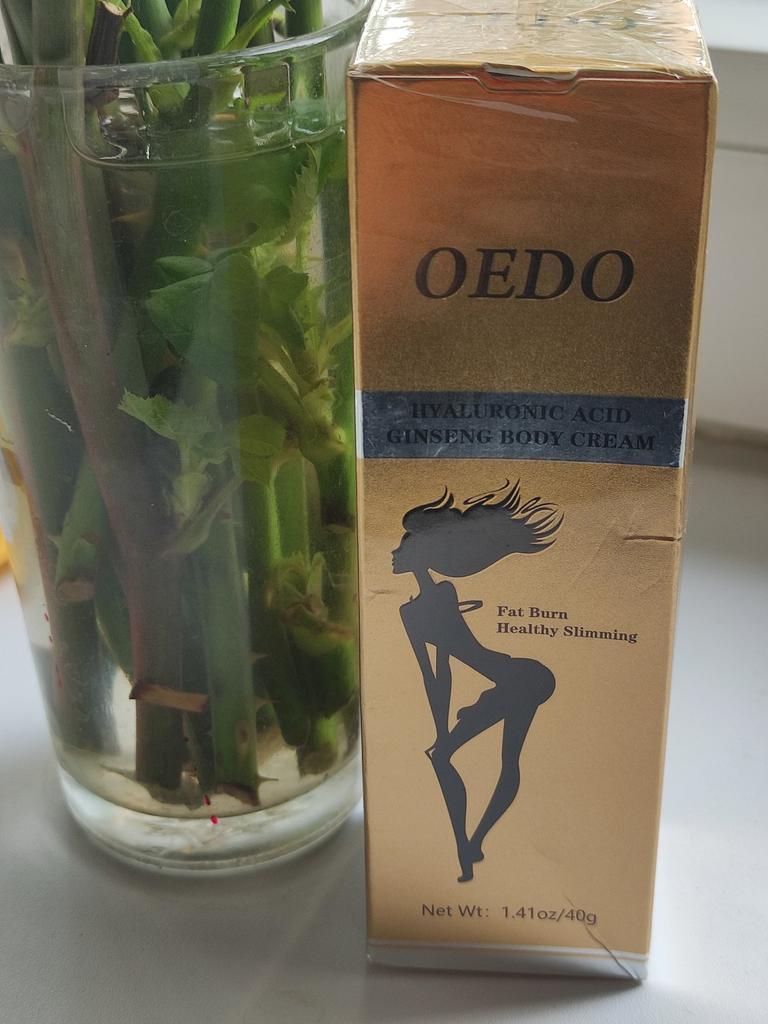 OEDO
HYALURONIC ACID
GINSENG BODY CREAM
Fat Burn
Healthy Slimming
Net Wt: 1.41oz/40g